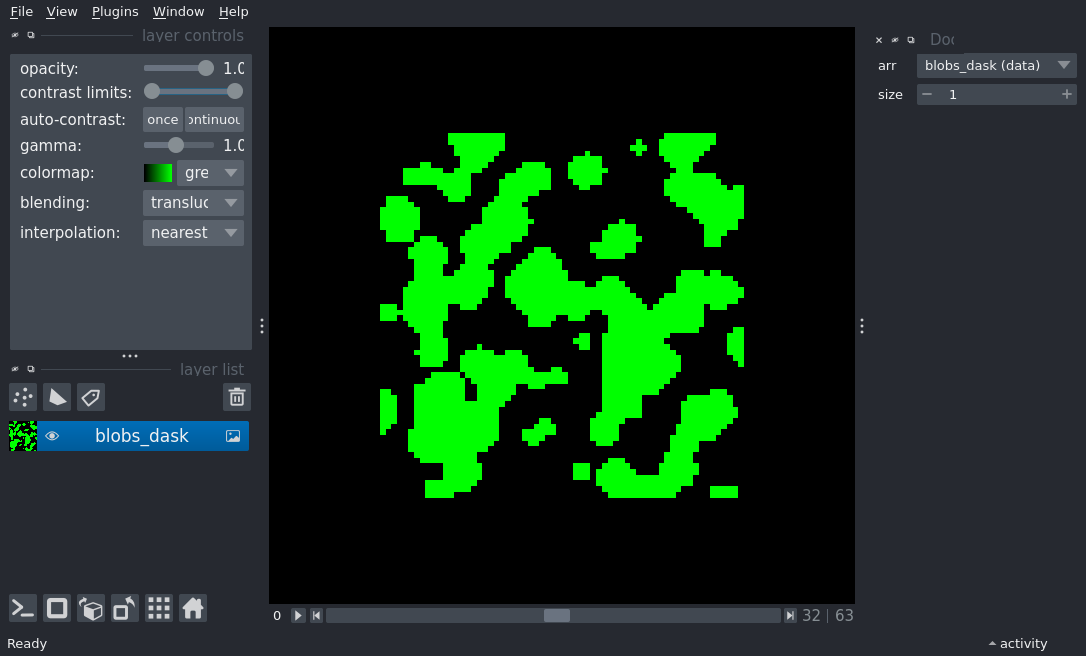 File View Plugins Window Help
layer controls
opacity: 1.0
contrast limits:
auto-contrast: once ontinuou
gamma: 1.0
colormap: gre
blending: transluc
interpolation: nearest
layer list
blobs_dask
0 32 | 63
Ready
Doc
arr blobs_dask (data)
size 1
activity